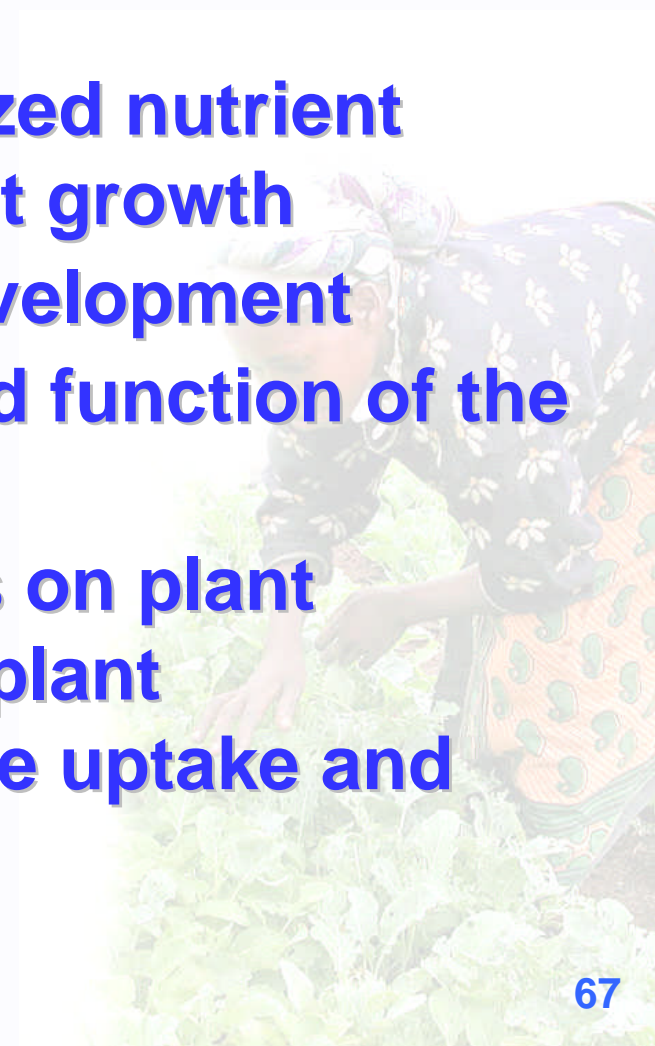 zed nutrient
t growth
velopment
d function of the
s on plant
plant
e uptake and
67